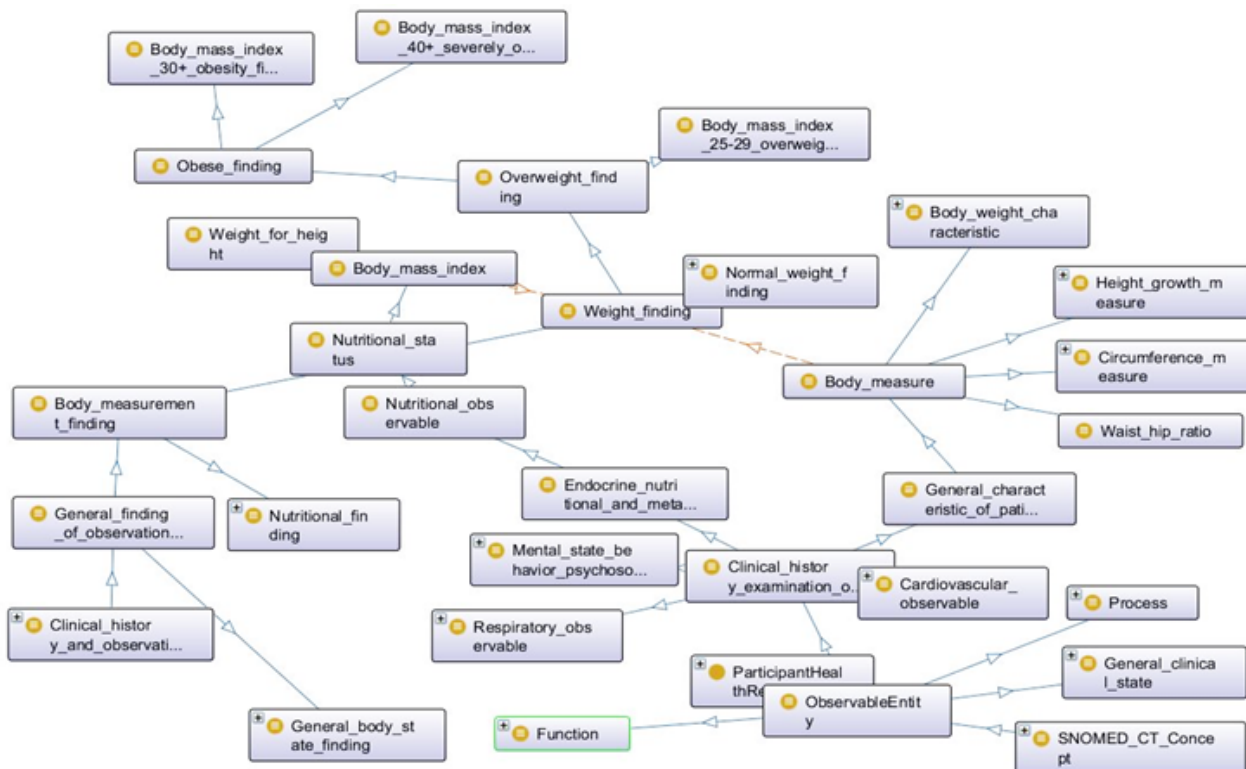 Body_mass_index
_40+_severely_o...
Body_mass_index
_30+_obesity_fi...
Body_mass_index
_25-29_overweig...
Obese_finding
Overweight_find
ing
Body_weight_cha
racteristic
Weight_for_heig
ht
Body_mass_index
Normal_weight_f
inding
Height_growth_m
easure
Weight_finding
Nutritional_sta
tus
Circumference_m
easure
Body_measure
Body_measuremen
t_finding
Nutritional_obs
ervable
Waist_hip_ratio
Endocrine_nutri
tional_and_meta...
General_charact
eristic_of_pati...
General_finding
_of_observation...
Nutritional_fin
ding
Mental_state_be
havior_psychoso...
Clinical_histor
y_examination_o...
Cardiovascular_
observable
Process
Clinical_histor
y_and_observati...
Respiratory_obs
ervable
ParticipantHeal
thRe
General_clinica
l_state
ObservableEntit
y
General_body_st
ate_finding
Function
SNOMED_CT_Conce
pt